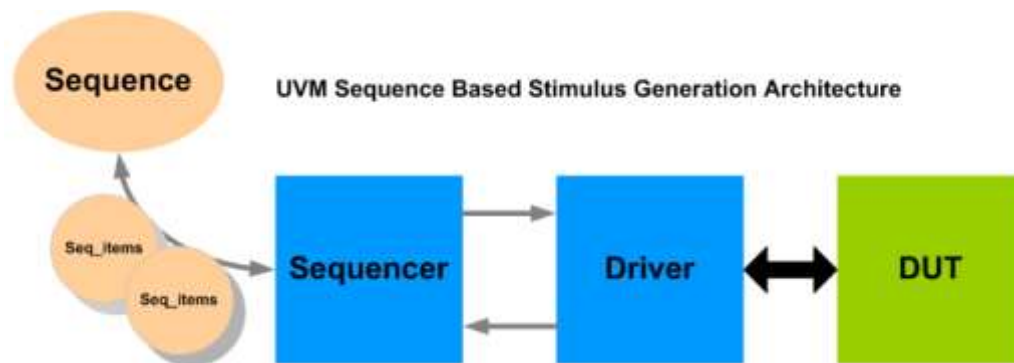 Sequence
UVM Sequence Based Stimulus Generation Architecture
Seq_items
Sequencer
Driver
DUT
Seq_items